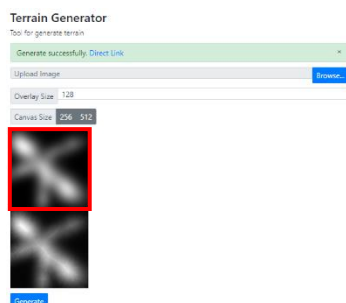 Terrain Generator
Tool for generate terrain
Generate successfully. Direct Link ×
Upload Image Browse...
Overlay Size 128
Canvas Size 256 512
Generate